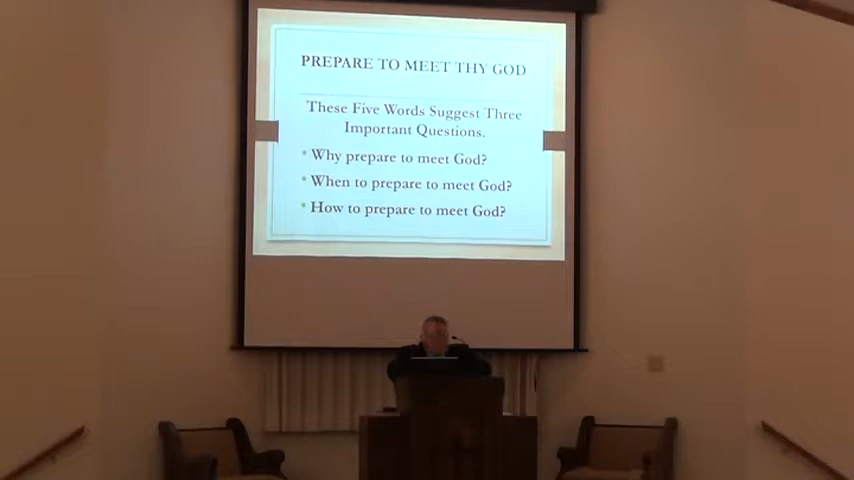 PREPARE TO MEET THY GOD
These Five Words Suggest Three
Important Questions.
• Why prepare to meet God?
• When to prepare to meet God?
• How to prepare to meet God?